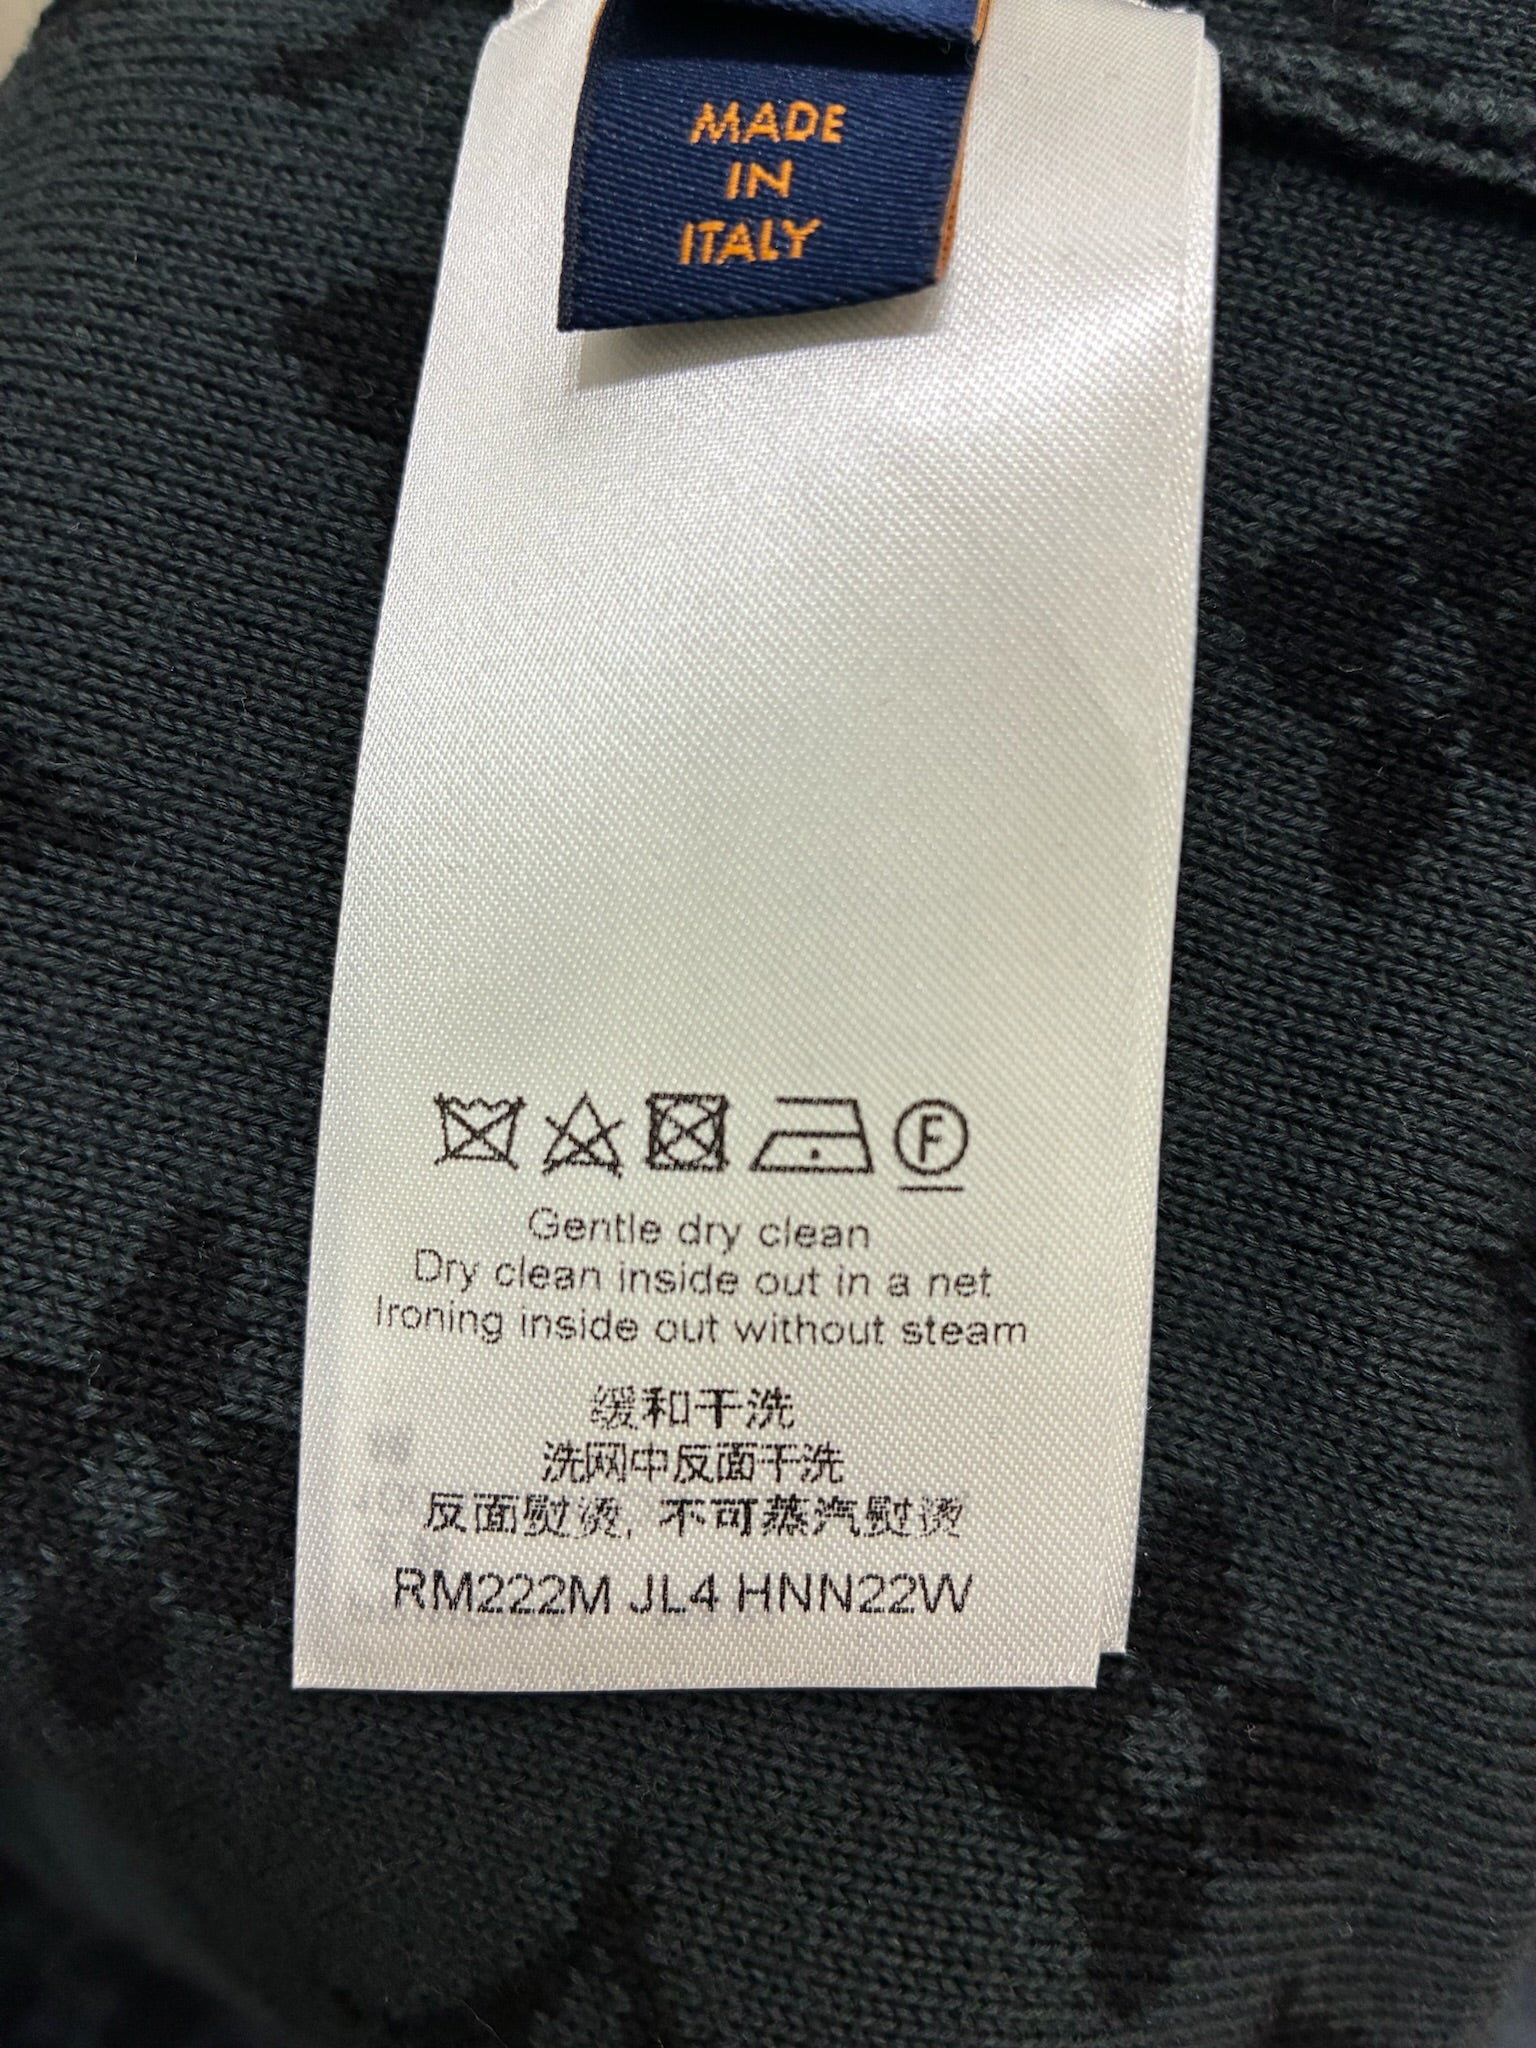 MADE
IN
ITALY
F
Gentle dry clean
Dry clean inside out in a net
Ironing inside out without steam
缓和干洗
洗网中反面干洗
反面熨烫, 不可蒸汽熨烫
RM222M JL4 HNN22W